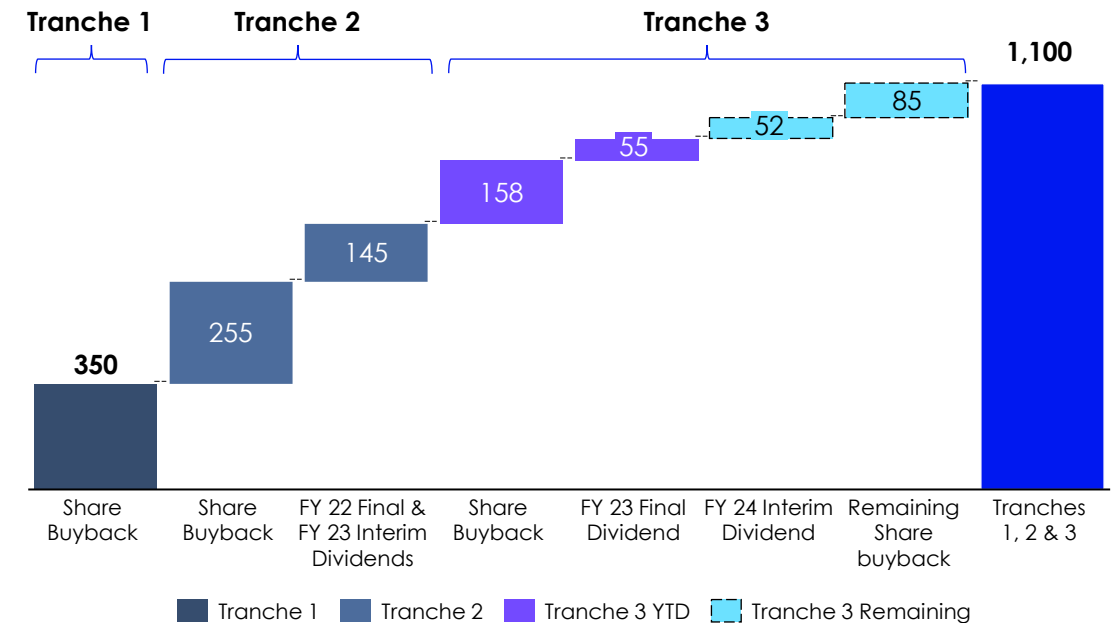 Tranche 1
Tranche 2
Tranche 3
1,100
85
52
55
158
145
255
350
Share
Buyback
Share
Buyback
FY 22 Final &
FY 23 Interim
Dividends
Share
Buyback
FY 23 Final
Dividend
FY 24 Interim
Dividend
Remaining
Share
buyback
Tranches
1, 2 & 3
Tranche 1
Tranche 2
Tranche 3 YTD
Tranche 3 Remaining